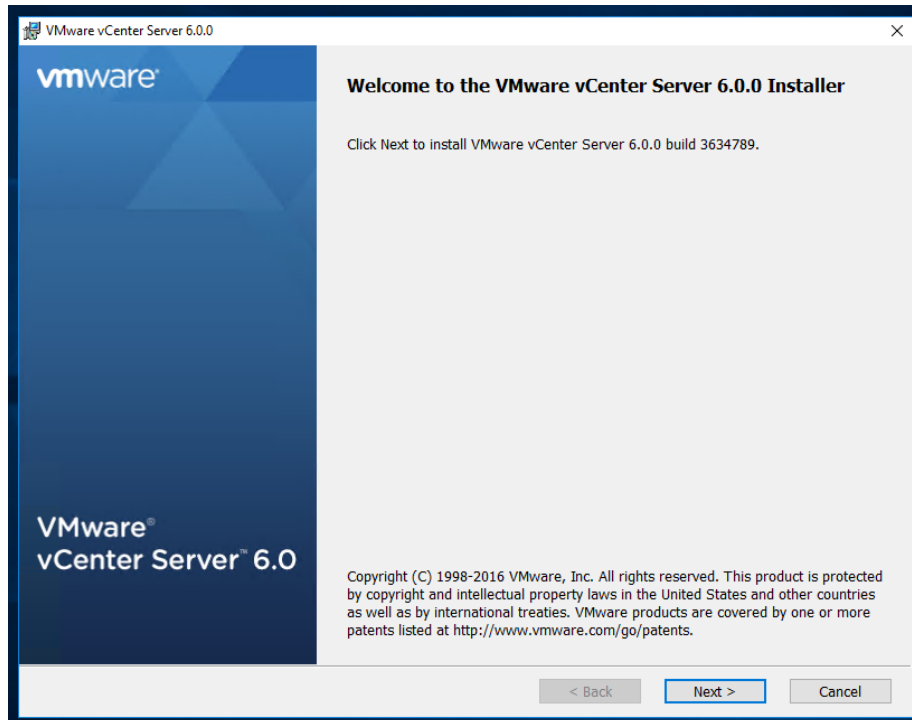 VMware vCenter Server 6.0.0
vmware®
Welcome to the VMware vCenter Server 6.0.0 Installer
Click Next to install VMware vCenter Server 6.0.0 build 3634789.
VMware®
vCenter Server™ 6.0
Copyright (C) 1998-2016 VMware, Inc. All rights reserved. This product is protected
by copyright and intellectual property laws in the United States and other countries
as well as by international treaties. VMware products are covered by one or more
patents listed at http://www.vmware.com/go/patents.
< Back
Next >
Cancel